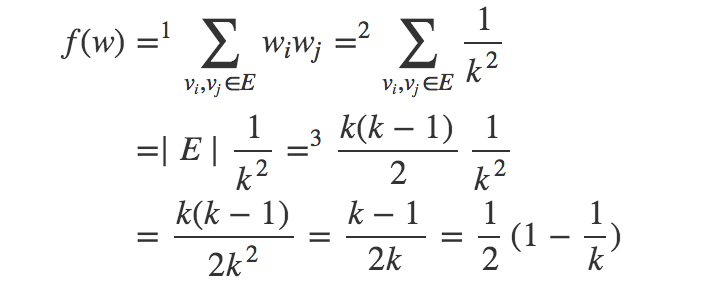 f(w) =¹ ∑_{v_i,v_j∈E} w_i w_j =² ∑_{v_i,v_j∈E} 1/k²
=| E | 1/k² =³ k(k − 1)/2 1/k²
= k(k − 1)/2k² = k − 1/2k = 1/2 (1 − 1/k)